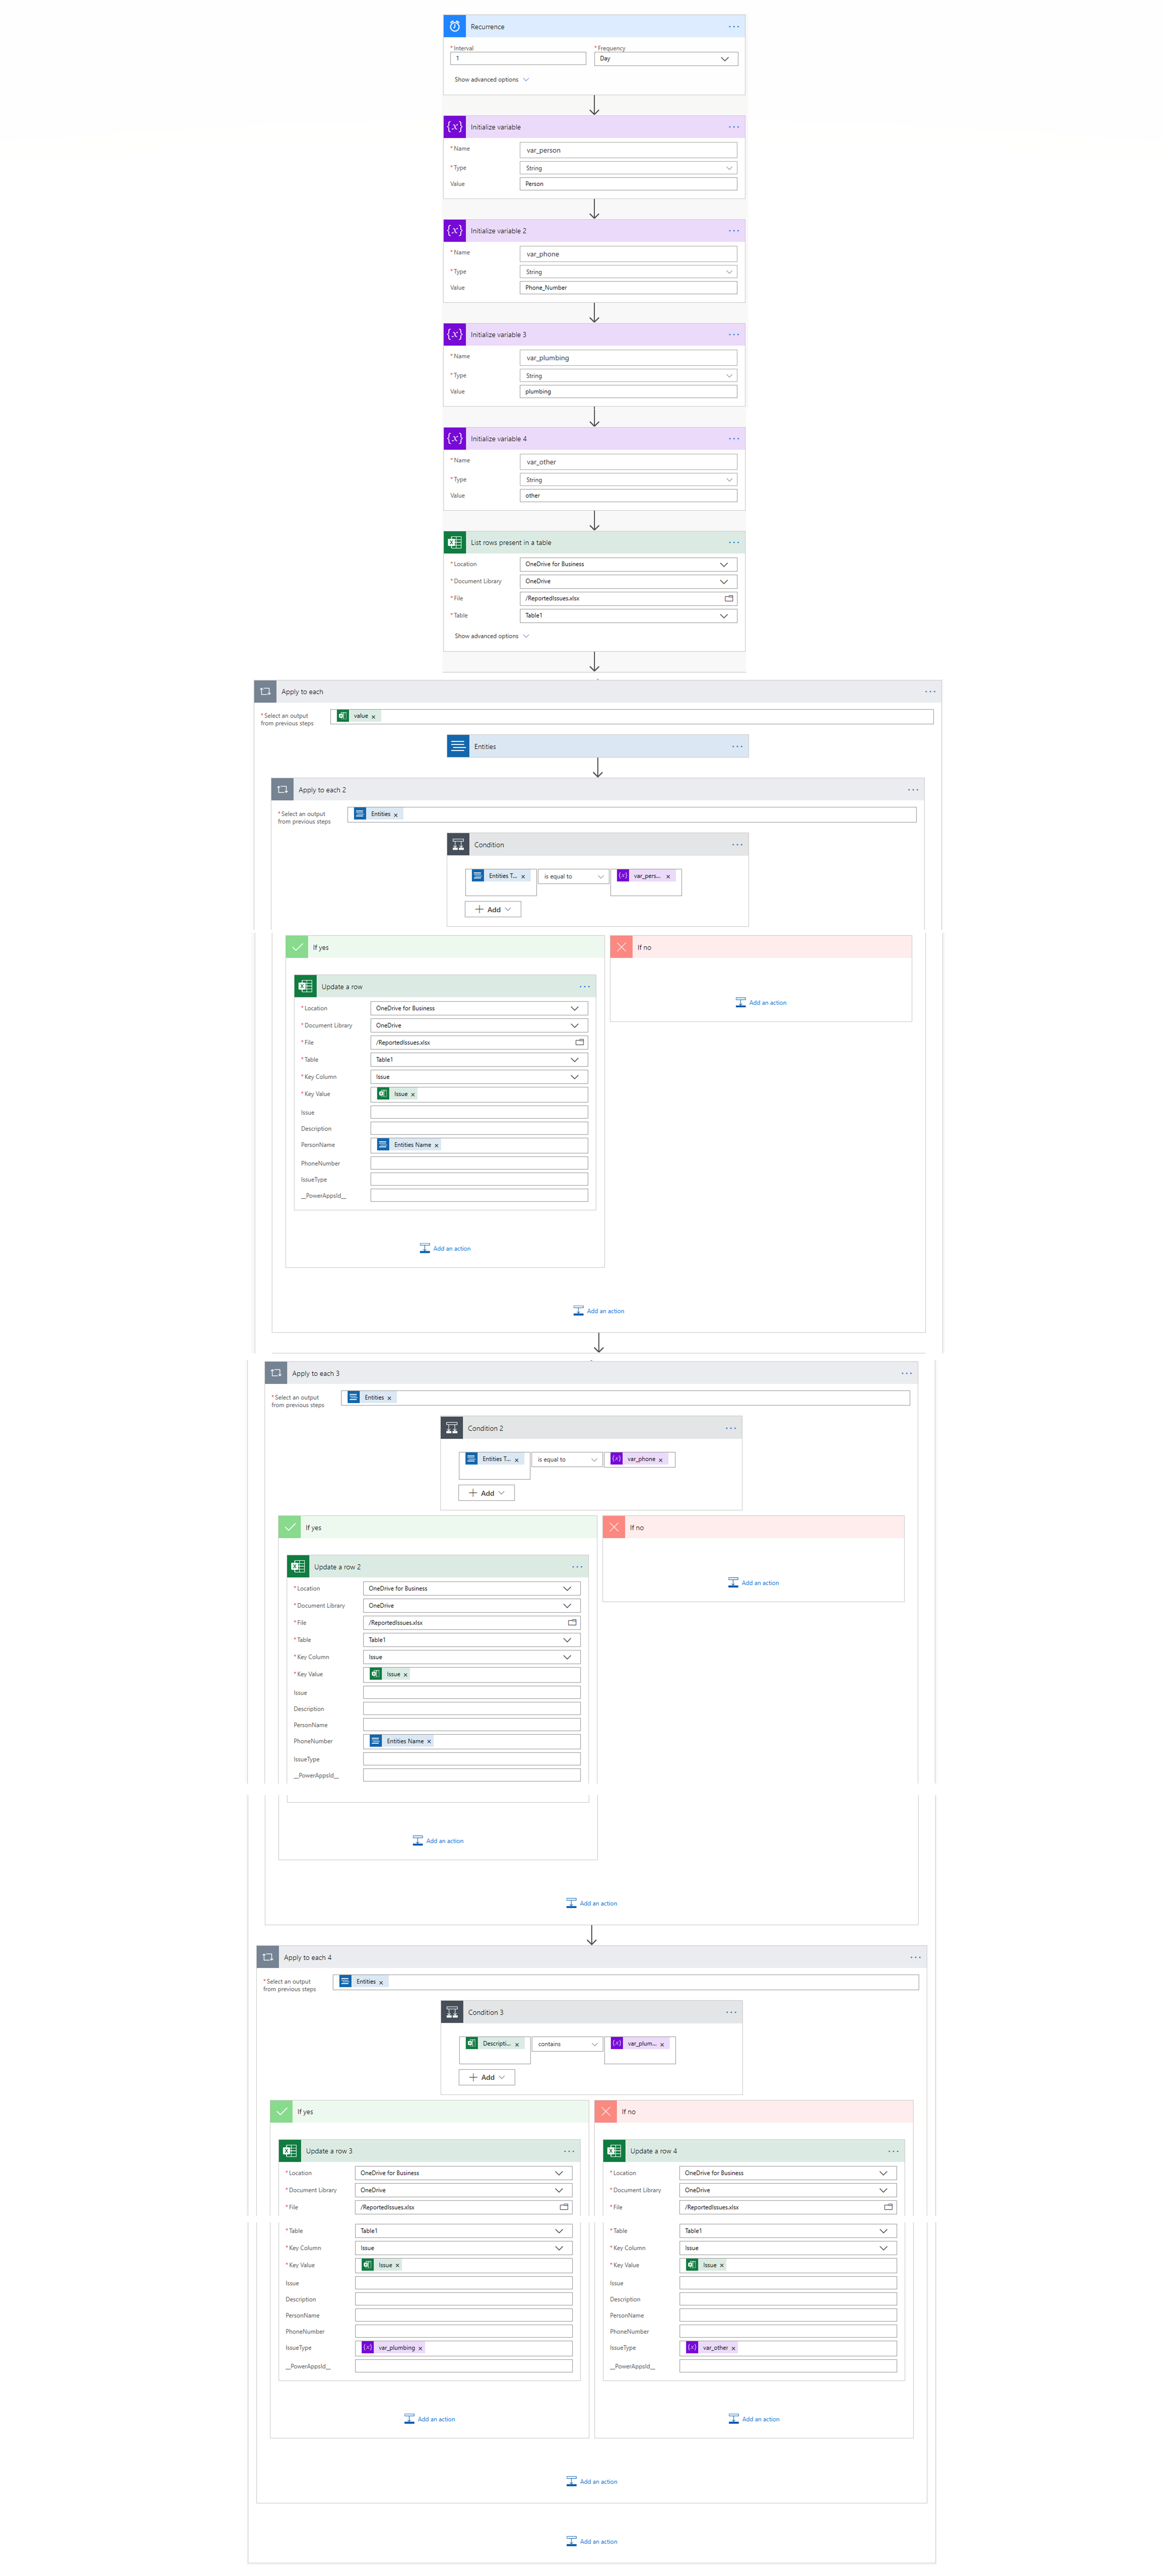 Recurrence
* Interval
* Frequency
1
Day
Show advanced options
{x} Initialize variable
* Name
var_person
* Type
String
Value
Person
{x} Initialize variable 2
* Name
var_phone
* Type
String
Value
Phone_Number
{x} Initialize variable 3
* Name
var_plumbing
* Type
String
Value
plumbing
{x} Initialize variable 4
* Name
var_other
* Type
String
Value
other
List rows present in a table
* Location
OneDrive for Business
* Document Library
OneDrive
* File
/ReportedIssues.xlsx
* Table
Table1
Show advanced options
Apply to each
* Select an output
from previous steps
value ×
Entities
Apply to each 2
* Select an output
from previous steps
Entities ×
Condition
Entities T... × is equal to {x} var_pers... ×
+ Add
If yes
If no
Update a row
Add an action
* Location
OneDrive for Business
* Document Library
OneDrive
* File
/ReportedIssues.xlsx
* Table
Table1
* Key Column
Issue
* Key Value
Issue ×
Issue
Description
PersonName
Entities Name ×
PhoneNumber
IssueType
__PowerAppsId__
Add an action
Add an action
Apply to each 3
* Select an output
from previous steps
Entities ×
Condition 2
Entities T... × is equal to {x} var_phone ×
+ Add
If yes
If no
Update a row 2
Add an action
* Location
OneDrive for Business
* Document Library
OneDrive
* File
/ReportedIssues.xlsx
* Table
Table1
* Key Column
Issue
* Key Value
Issue ×
Issue
Description
PersonName
PhoneNumber
Entities Name ×
IssueType
__PowerAppsId__
Add an action
Add an action
Apply to each 4
* Select an output
from previous steps
Entities ×
Condition 3
Descripti... × contains {x} var_plum... ×
+ Add
If yes
If no
Update a row 3
* Location
OneDrive for Business
* Document Library
OneDrive
* File
/ReportedIssues.xlsx
* Table
Table1
* Key Column
Issue
* Key Value
Issue ×
Issue
Description
PersonName
PhoneNumber
IssueType
{x} var_plumbing ×
__PowerAppsId__
Add an action
Update a row 4
* Location
OneDrive for Business
* Document Library
OneDrive
* File
/ReportedIssues.xlsx
* Table
Table1
* Key Column
Issue
* Key Value
Issue ×
Issue
Description
PersonName
PhoneNumber
IssueType
{x} var_other ×
__PowerAppsId__
Add an action
Add an action
Add an action